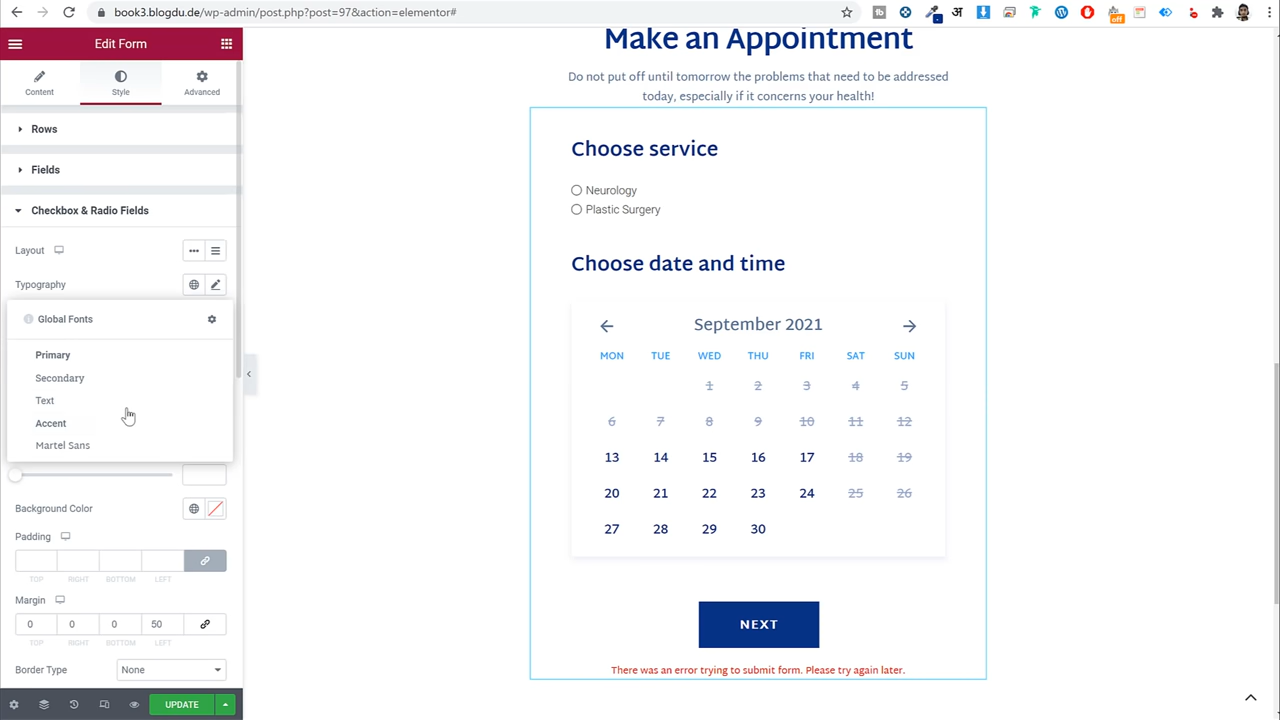 book3.blogdu.de/wp-admin/post.php?post=97&action=elementor#
off
Edit Form
Content
Style
Advanced
Rows
Fields
Checkbox & Radio Fields
Layout
Typography
Global Fonts
Primary
Secondary
Text
Accent
Martel Sans
Background Color
Padding
TOP RIGHT BOTTOM LEFT
Margin
0 0 0 50
TOP RIGHT BOTTOM LEFT
Border Type None
UPDATE
Make an Appointment
Do not put off until tomorrow the problems that need to be addressed
today, especially if it concerns your health!
Choose service
Neurology
Plastic Surgery
Choose date and time
September 2021
MON TUE WED THU FRI SAT SUN
1 2 3 4 5
6 7 8 9 10 11 12
13 14 15 16 17 18 19
20 21 22 23 24 25 26
27 28 29 30
NEXT
There was an error trying to submit form. Please try again later.